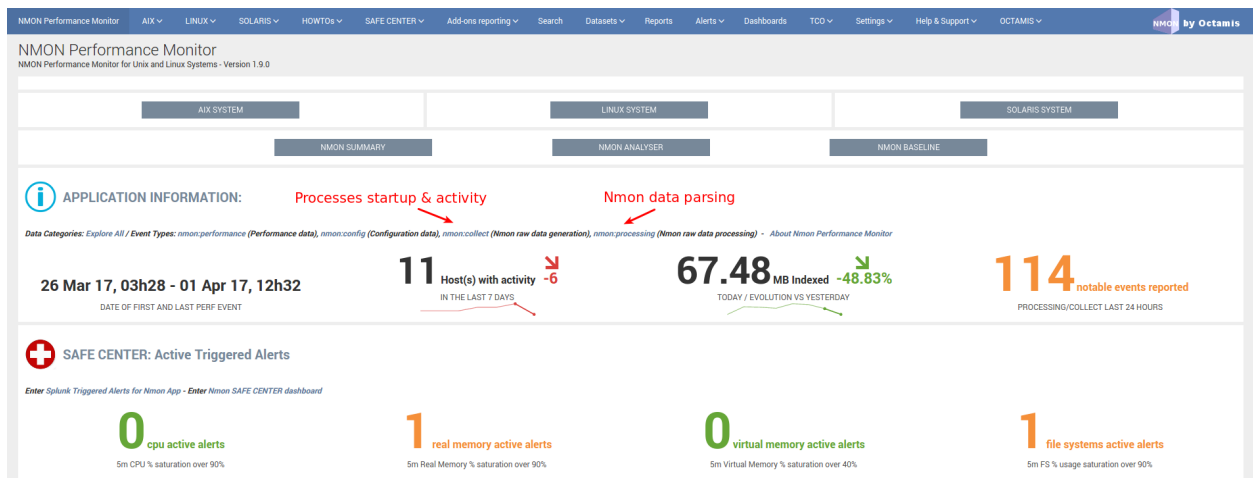 NMON Performance Monitor AIX LINUX SOLARIS HOWTOs SAFE CENTER Add-ons reporting Search Datasets Reports Alerts Dashboards TCO Settings Help & Support OCTAMIS NMON by Octamis
NMON Performance Monitor
NMON Performance Monitor for Unix and Linux Systems - Version 1.9.0
AIX SYSTEM LINUX SYSTEM SOLARIS SYSTEM
NMON SUMMARY NMON ANALYSER NMON BASELINE
APPLICATION INFORMATION: Processes startup & activity Nmon data parsing
Data Categories: Explore All / Event Types: nmon:performance (Performance data), nmon:config (Configuration data), nmon:collect (Nmon raw data generation), nmon:processing (Nmon raw data processing) - About Nmon Performance Monitor
26 Mar 17, 03h28 - 01 Apr 17, 12h32 11 Host(s) with activity -6 67.48 MB Indexed -48.83% 114 notable events reported
DATE OF FIRST AND LAST PERF EVENT IN THE LAST 7 DAYS TODAY / EVOLUTION VS YESTERDAY PROCESSING/COLLECT LAST 24 HOURS
SAFE CENTER: Active Triggered Alerts
Enter Splunk Triggered Alerts for Nmon App - Enter Nmon SAFE CENTER dashboard
0 cpu active alerts 1 real memory active alerts 0 virtual memory active alerts 1 file systems active alerts
5m CPU % saturation over 90% 5m Real Memory % saturation over 90% 5m Virtual Memory % saturation over 40% 5m FS % usage saturation over 90%